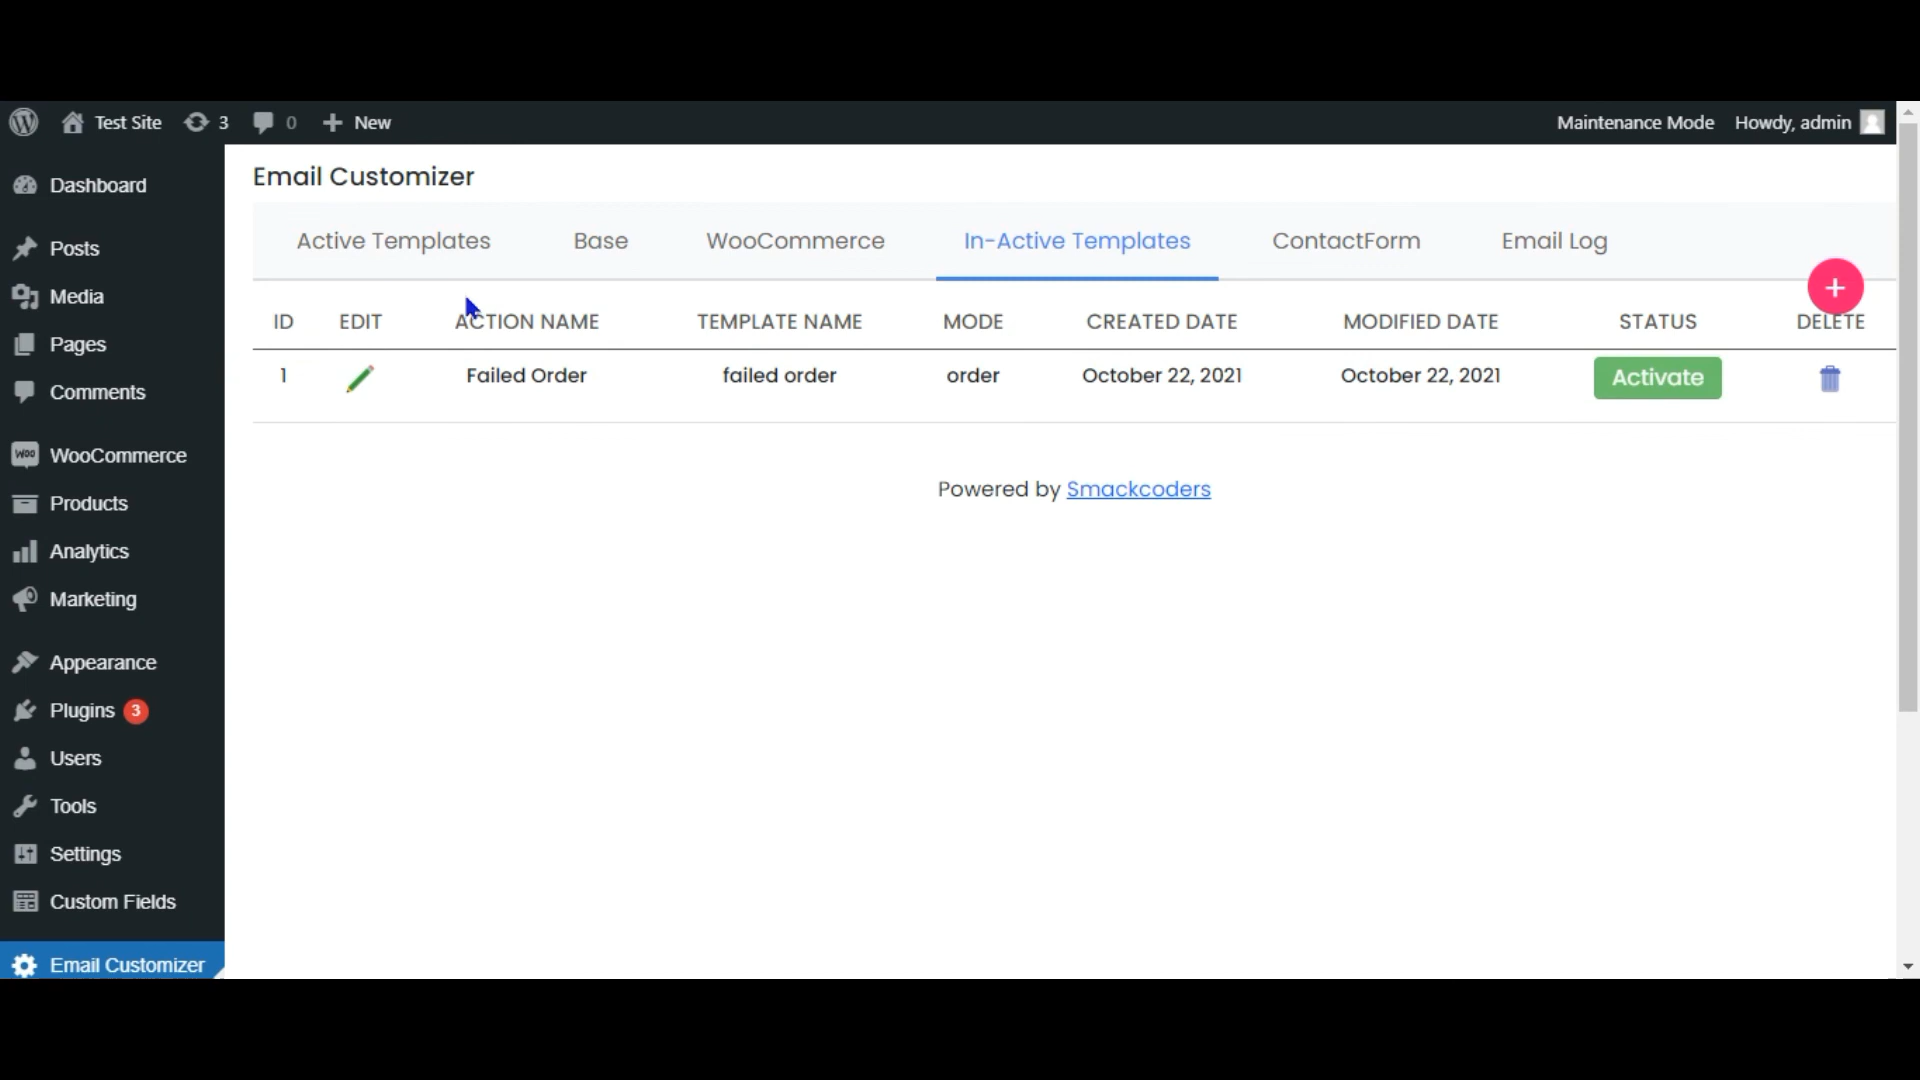 Test Site 3 0 New Maintenance Mode Howdy, admin
Dashboard
Posts
Media
Pages
Comments
Woo WooCommerce
Products
Analytics
Marketing
Appearance
Plugins 3
Users
Tools
Settings
Custom Fields
Email Customizer
Email Customizer
Active Templates Base WooCommerce In-Active Templates ContactForm Email Log
+
ID EDIT ACTION NAME TEMPLATE NAME MODE CREATED DATE MODIFIED DATE STATUS DELETE
1 Failed Order failed order order October 22, 2021 October 22, 2021 Activate
Powered by Smackcoders